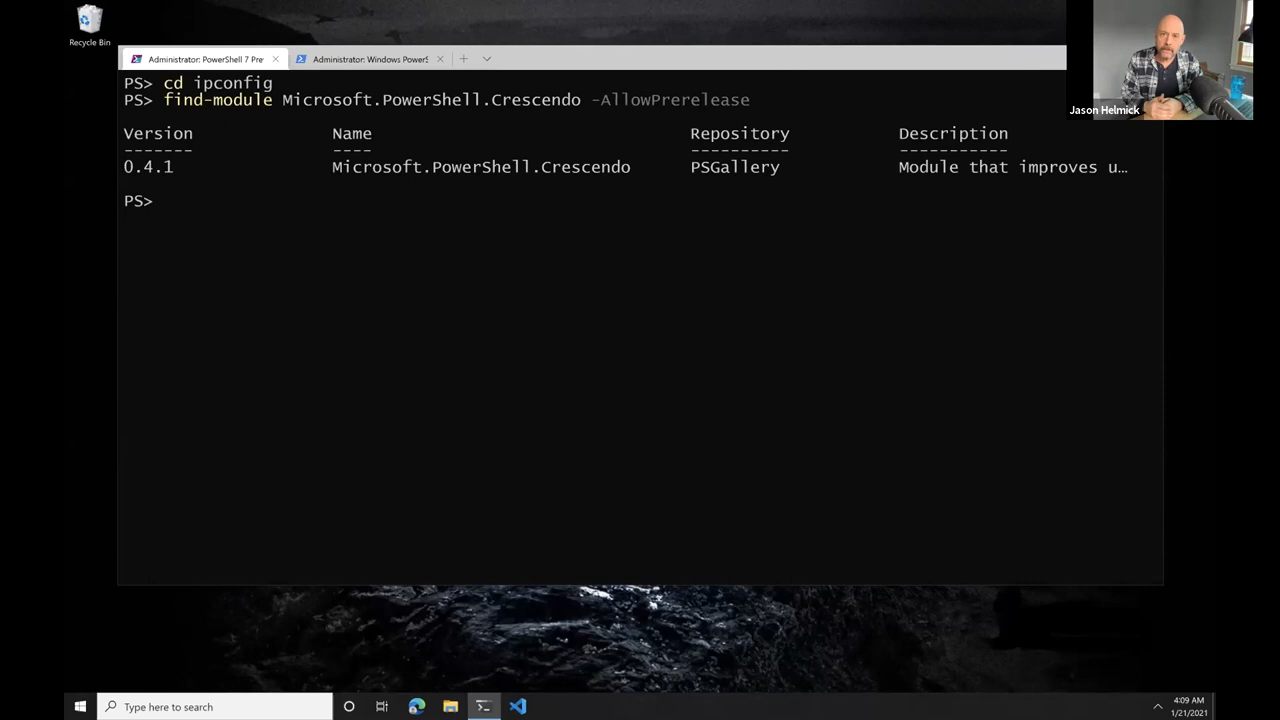 Recycle Bin
Administrator: PowerShell 7 Pre
Administrator: Windows PowerS
Jason Helmick
PS> cd ipconfig
PS> find-module Microsoft.PowerShell.Crescendo -AllowPrerelease
Version Name Repository Description
------- ---- ---------- -----------
0.4.1 Microsoft.PowerShell.Crescendo PSGallery Module that improves u…
PS>
Type here to search
4:09 AM
1/21/2021